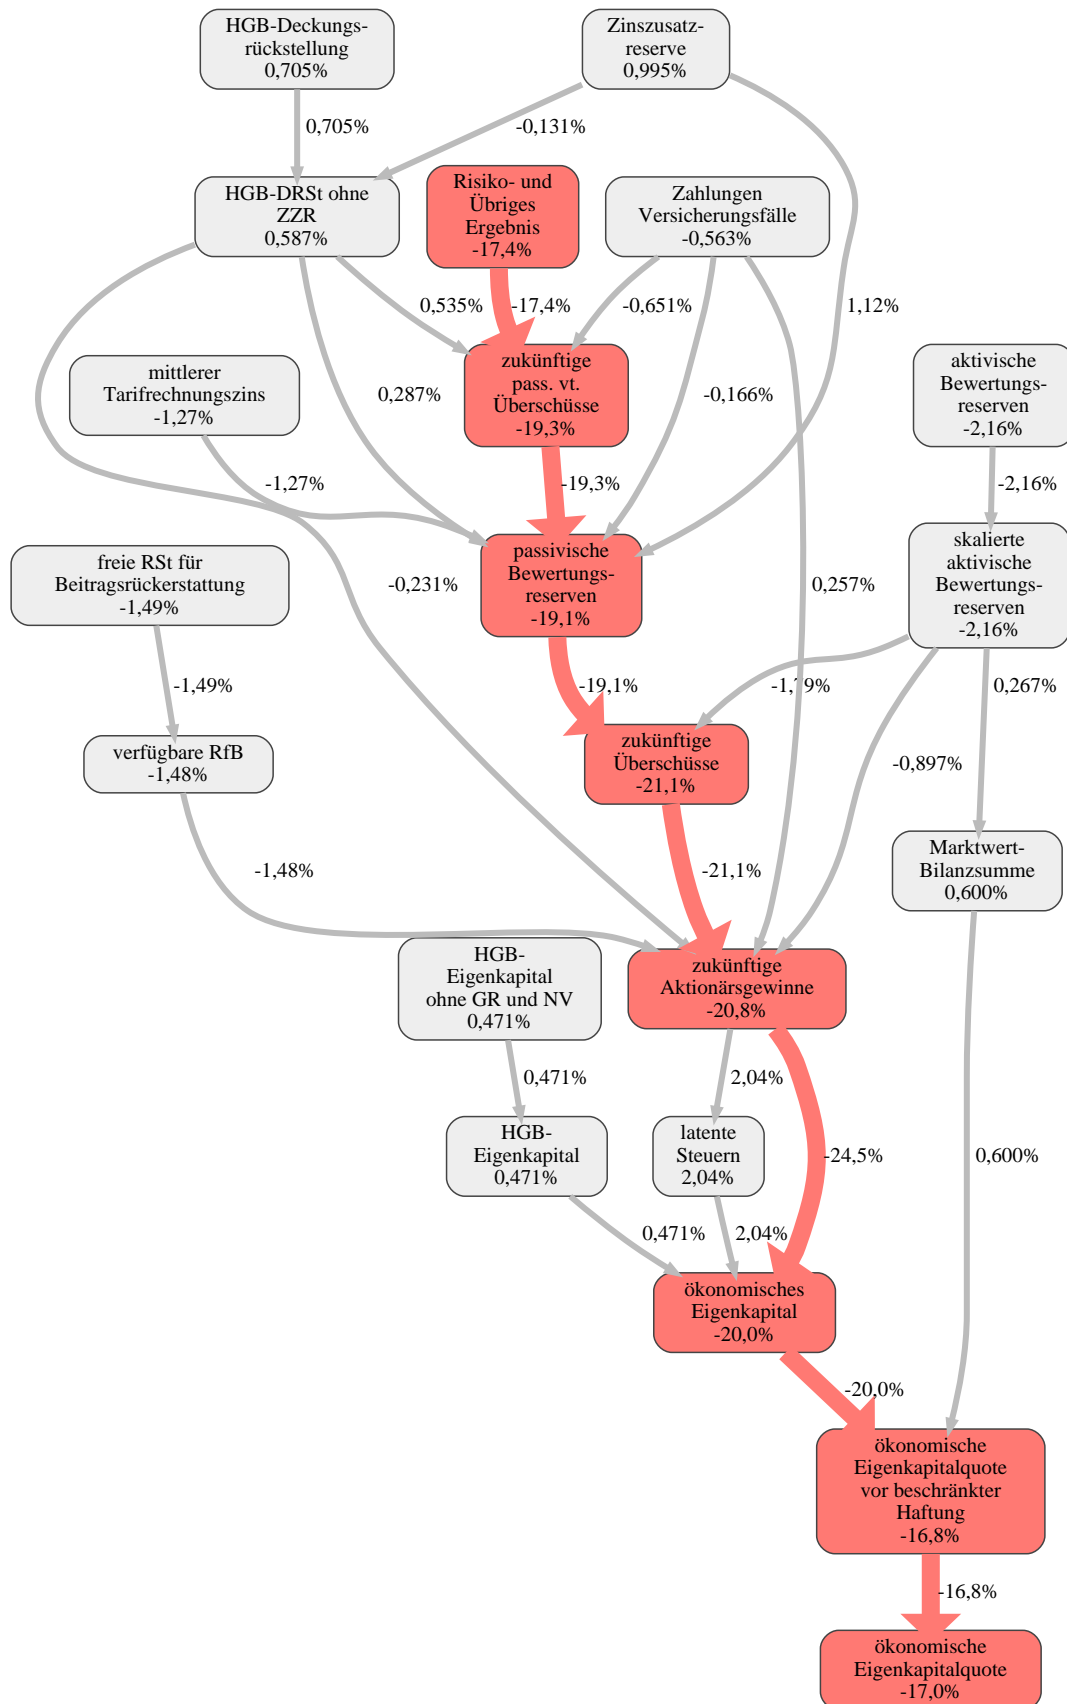 HGB-Deckungs-
rückstellung
0,705%
Zinszusatz-
reserve
0,995%
0,705%
-0,131%
HGB-DRSt ohne
ZZR
0,587%
Risiko- und
Übriges
Ergebnis
-17,4%
Zahlungen
Versicherungsfälle
-0,563%
0,535%
-17,4%
-0,651%
1,12%
mittlerer
Tarifrechnungszins
-1,27%
0,287%
zukünftige
pass. vt.
Überschüsse
-19,3%
-0,166%
aktivische
Bewertungs-
reserven
-2,16%
-1,27%
-19,3%
-2,16%
freie RSt für
Beitragsrückerstattung
-1,49%
-0,231%
passivische
Bewertungs-
reserven
-19,1%
0,257%
skalierte
aktivische
Bewertungs-
reserven
-2,16%
-1,49%
-19,1%
-1,79%
0,267%
verfügbare RfB
-1,48%
zukünftige
Überschüsse
-21,1%
-0,897%
-1,48%
-21,1%
Marktwert-
Bilanzsumme
0,600%
HGB-
Eigenkapital
ohne GR und NV
0,471%
zukünftige
Aktionärsgewinne
-20,8%
0,471%
2,04%
HGB-
Eigenkapital
0,471%
latente
Steuern
2,04%
-24,5%
0,600%
0,471%
2,04%
ökonomisches
Eigenkapital
-20,0%
-20,0%
ökonomische
Eigenkapitalquote
vor beschränkter
Haftung
-16,8%
-16,8%
ökonomische
Eigenkapitalquote
-17,0%